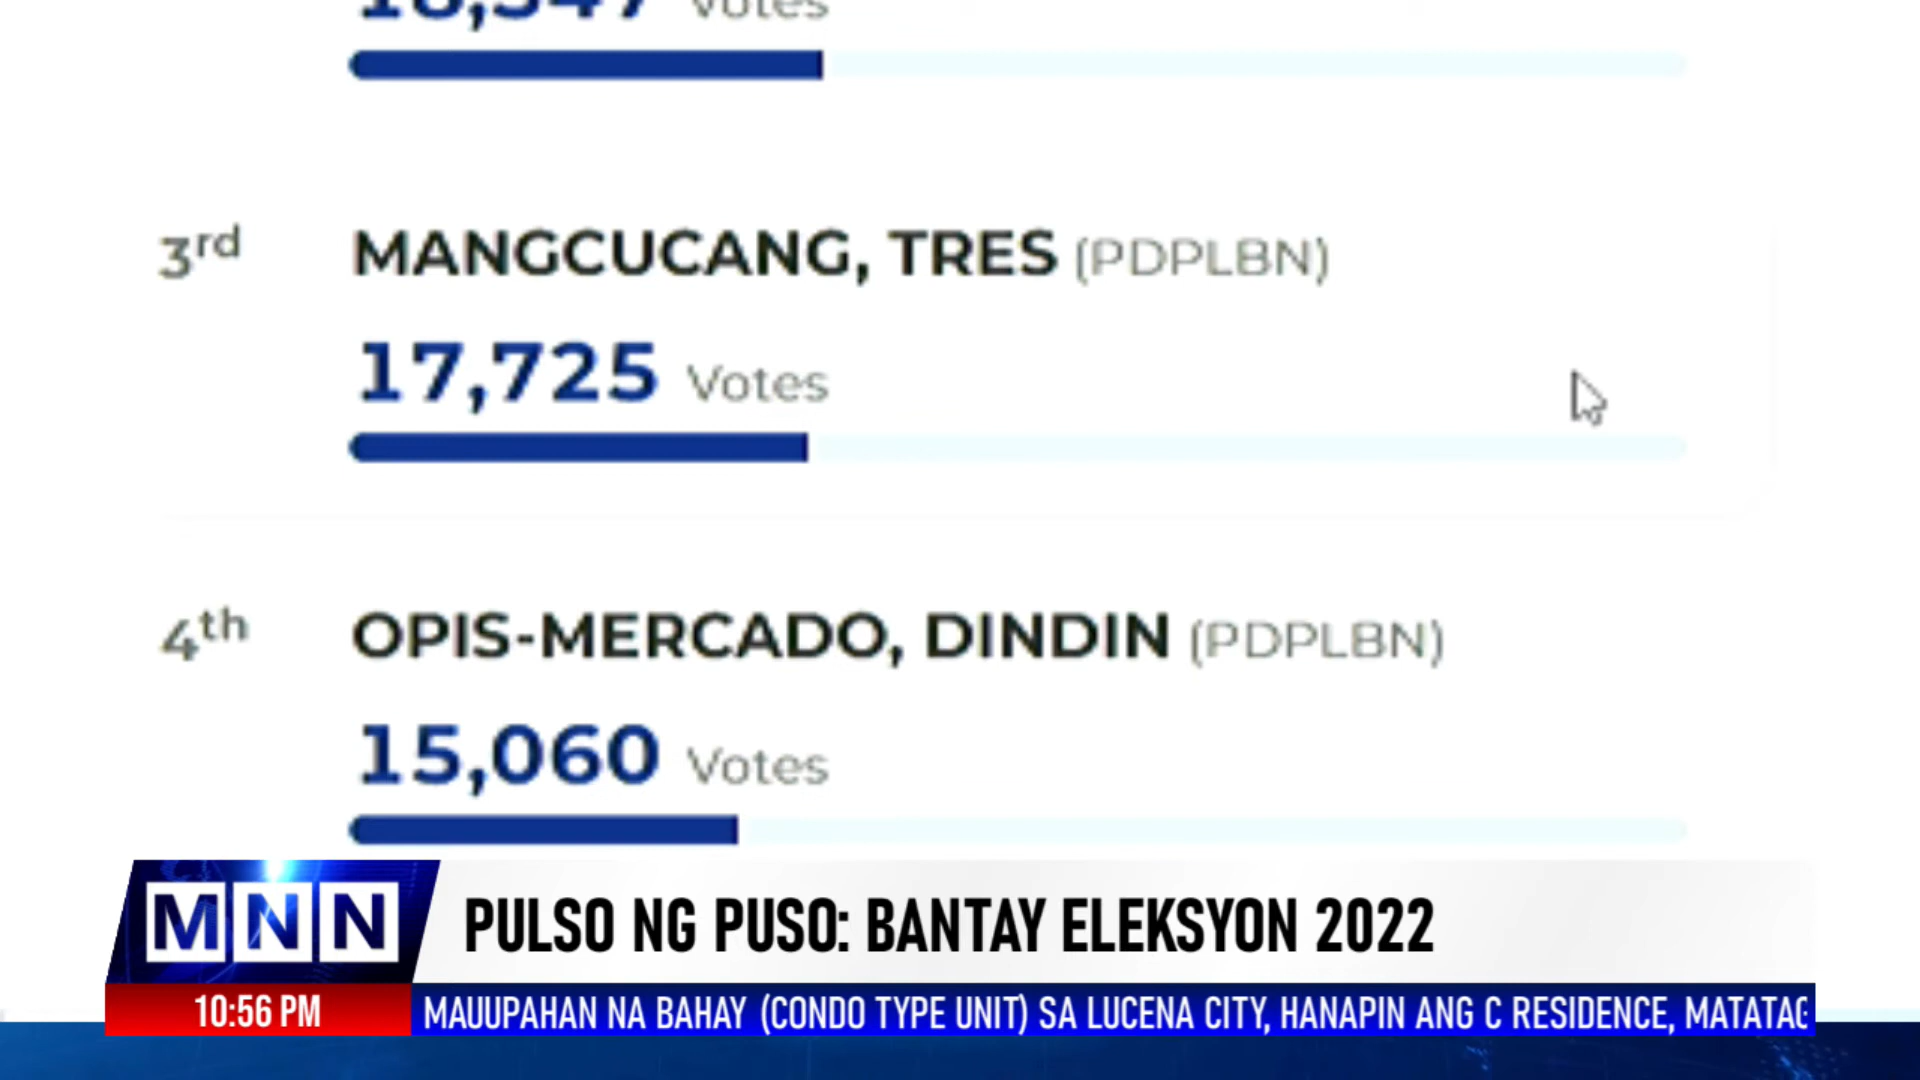 Votes
3rd MANGCUCANG, TRES (PDPLBN)
17,725 Votes
4th OPIS-MERCADO, DINDIN (PDPLBN)
15,060 Votes
MNN
PULSO NG PUSO: BANTAY ELEKSYON 2022
10:56 PM
MAUUPAHAN NA BAHAY (CONDO TYPE UNIT) SA LUCENA CITY, HANAPIN ANG C RESIDENCE,